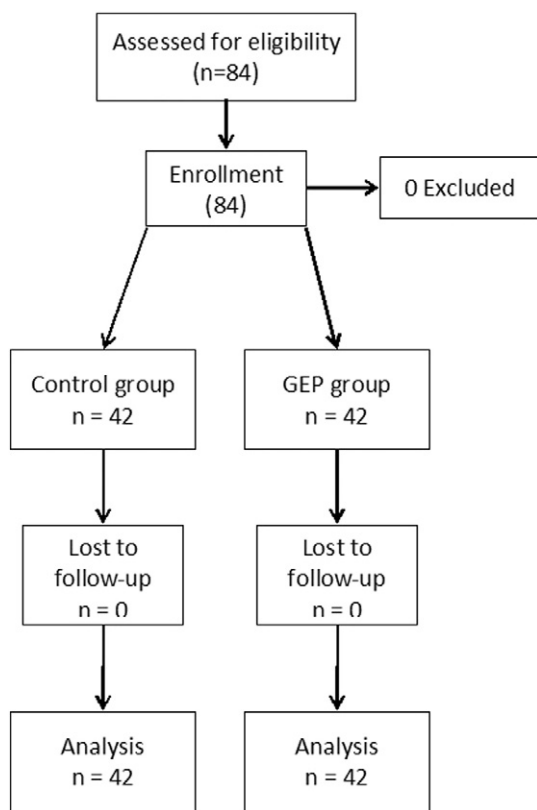 Assessed for eligibility
(n=84)
Enrollment
(84)
0 Excluded
Control group
n = 42
GEP group
n = 42
Lost to
follow-up
n = 0
Lost to
follow-up
n = 0
Analysis
n = 42
Analysis
n = 42